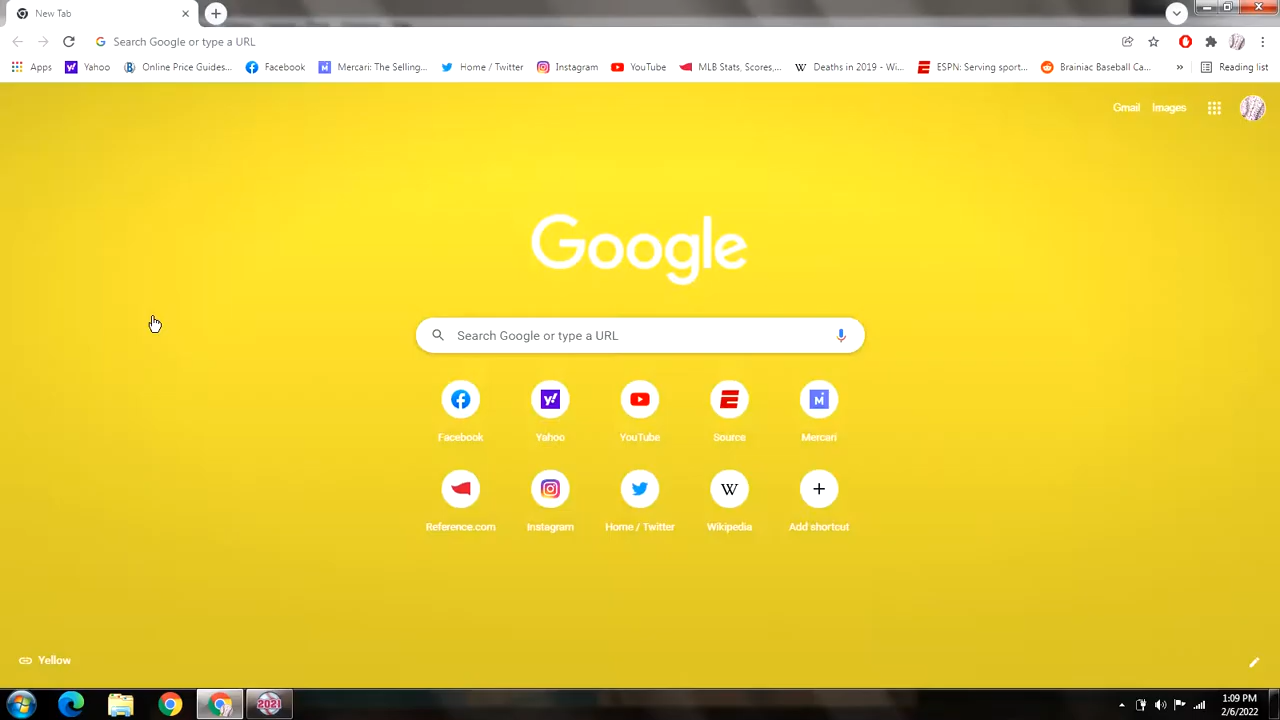 New Tab
Search Google or type a URL
Apps Yahoo Online Price Guides... Facebook Mercari: The Selling... Home / Twitter Instagram YouTube MLB Stats, Scores,... Deaths in 2019 - Wi... ESPN: Serving sport... Brainiac Baseball Ca... » Reading list
Gmail Images
Google
Search Google or type a URL
Facebook Yahoo YouTube Source Mercari
Reference.com Instagram Home / Twitter Wikipedia Add shortcut
Yellow
2021
1:09 PM
2/6/2022